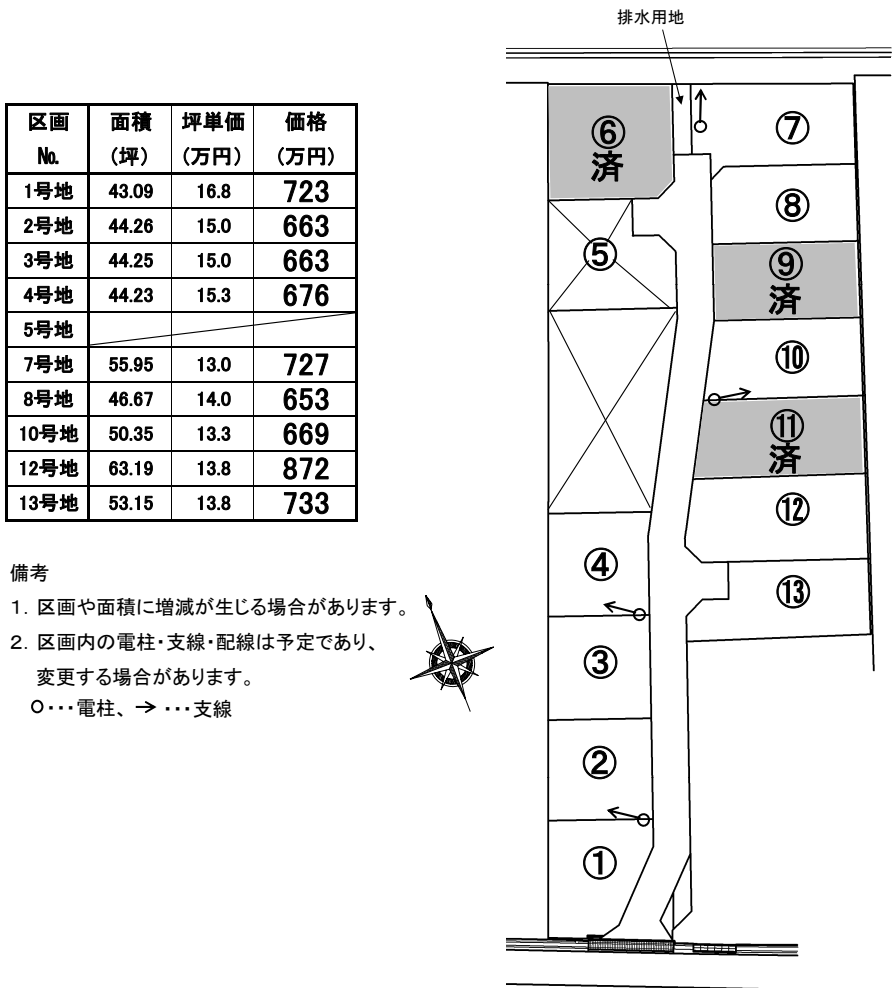 排水用地
区画 面積 坪単価 価格
№ (坪) (万円) (万円)
1号地 43.09 16.8 723
2号地 44.26 15.0 663
3号地 44.25 15.0 663
4号地 44.23 15.3 676
5号地
7号地 55.95 13.0 727
8号地 46.67 14.0 653
10号地 50.35 13.3 669
12号地 63.19 13.8 872
13号地 53.15 13.8 733
備考
1. 区画や面積に増減が生じる場合があります。
2. 区画内の電柱・支線・配線は予定であり、
変更する場合があります。
○・・・電柱、→ ・・・支線
⑥
済
⑤
④
③
②
①
⑦
⑧
⑨
済
⑩
⑪
済
⑫
⑬